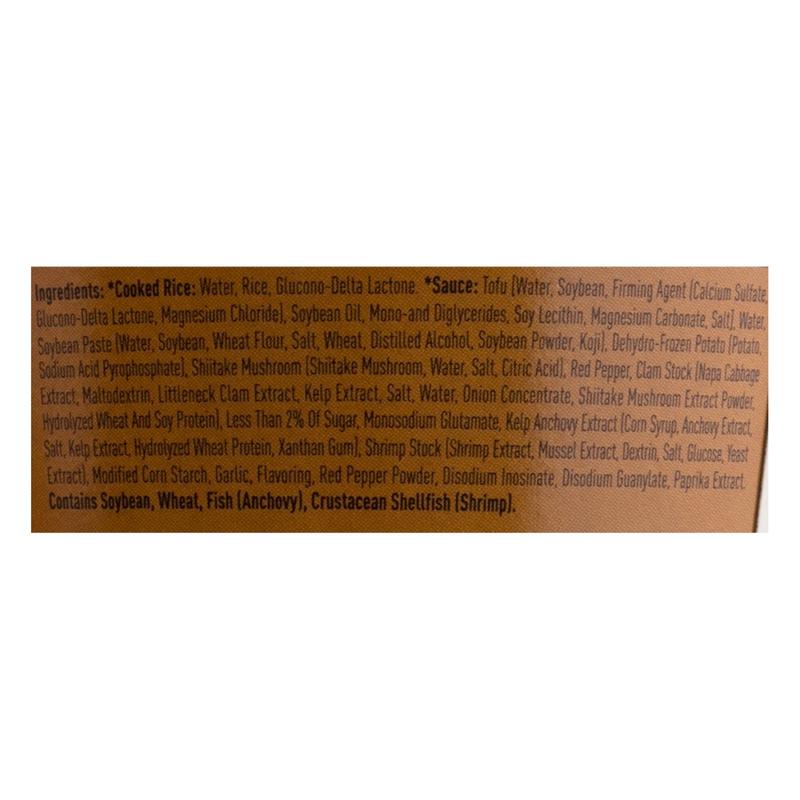 Ingredients: *Cooked Rice: Water, Rice, Glucono-Delta Lactone. *Sauce: Tofu (Water, Soybean, Firming Agent (Calcium Sulfate,
Glucono-Delta Lactone, Magnesium Chloride), Soybean Oil, Mono-and Diglycerides, Soy Lecithin, Magnesium Carbonate, Salt), Water,
Soybean Paste (Water, Soybean, Wheat Flour, Salt, Wheat, Distilled Alcohol, Soybean Powder, Koji), Dehydro-Frozen Potato (Potato,
Sodium Acid Pyrophosphate), Shiitake Mushroom (Shiitake Mushroom, Water, Salt, Citric Acid), Red Pepper, Clam Stock (Napa Cabbage
Extract, Maltodextrin, Littleneck Clam Extract, Kelp Extract, Salt, Water, Onion Concentrate, Shiitake Mushroom Extract Powder,
Hydrolyzed Wheat And Soy Protein), Less Than 2% Of Sugar, Monosodium Glutamate, Kelp Anchovy Extract (Corn Syrup, Anchovy Extract,
Salt, Kelp Extract, Hydrolyzed Wheat Protein, Xanthan Gum), Shrimp Stock (Shrimp Extract, Mussel Extract, Dextrin, Salt, Glucose, Yeast
Extract), Modified Corn Starch, Garlic, Flavoring, Red Pepper Powder, Disodium Inosinate, Disodium Guanylate, Paprika Extract.
Contains Soybean, Wheat, Fish (Anchovy), Crustacean Shellfish (Shrimp).